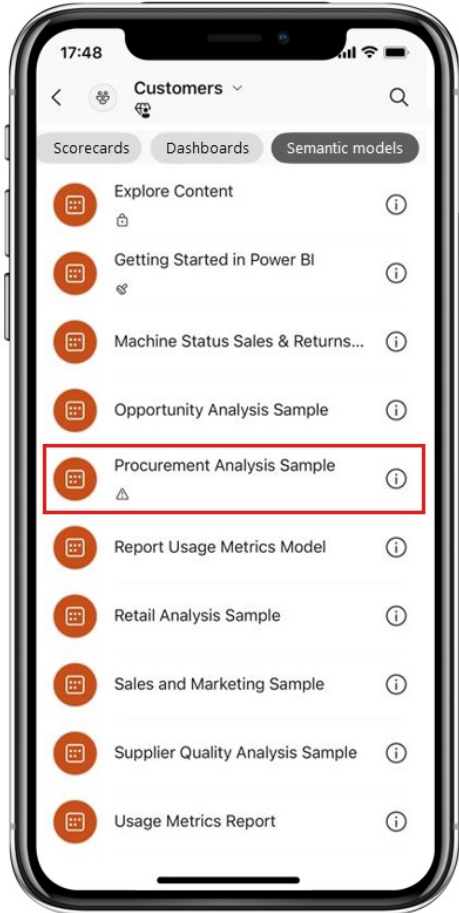 17:48
Customers
Scorecards Dashboards Semantic models
Explore Content
Getting Started in Power BI
Machine Status Sales & Returns...
Opportunity Analysis Sample
Procurement Analysis Sample
Report Usage Metrics Model
Retail Analysis Sample
Sales and Marketing Sample
Supplier Quality Analysis Sample
Usage Metrics Report